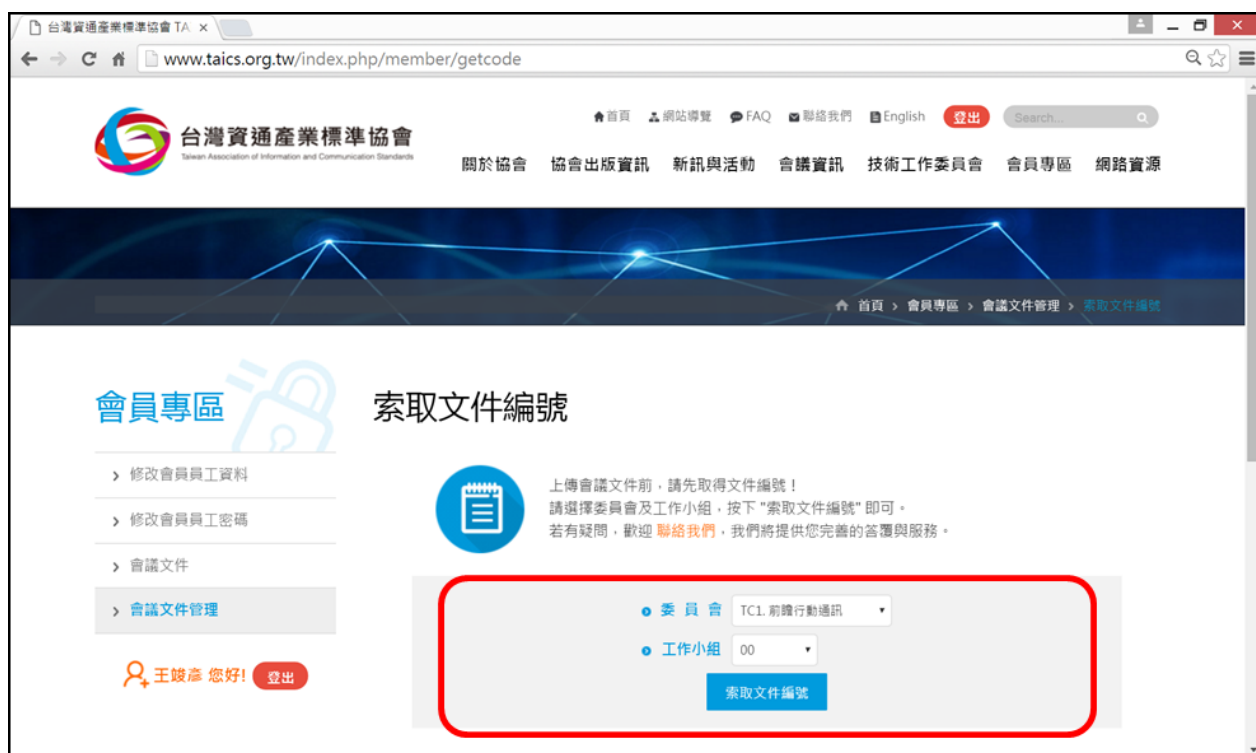 台灣資通產業標準協會 TA
www.taics.org.tw/index.php/member/getcode
首頁 網站導覽 FAQ 聯絡我們 English 登出 Search...
台灣資通產業標準協會
Taiwan Association of Information and Communication Standards
關於協會 協會出版資訊 新訊與活動 會議資訊 技術工作委員會 會員專區 網路資源
首頁 > 會員專區 > 會議文件管理 > 索取文件編號
會員專區
索取文件編號
> 修改會員員工資料
> 修改會員員工密碼
> 會議文件
> 會議文件管理
王竣彥 您好! 登出
上傳會議文件前,請先取得文件編號!
請選擇委員會及工作小組,按下 "索取文件編號" 即可。
若有疑問,歡迎 聯絡我們,我們將提供您完善的答覆與服務。
委 員 會 TC1. 前瞻行動通訊
工作小組 00
索取文件編號